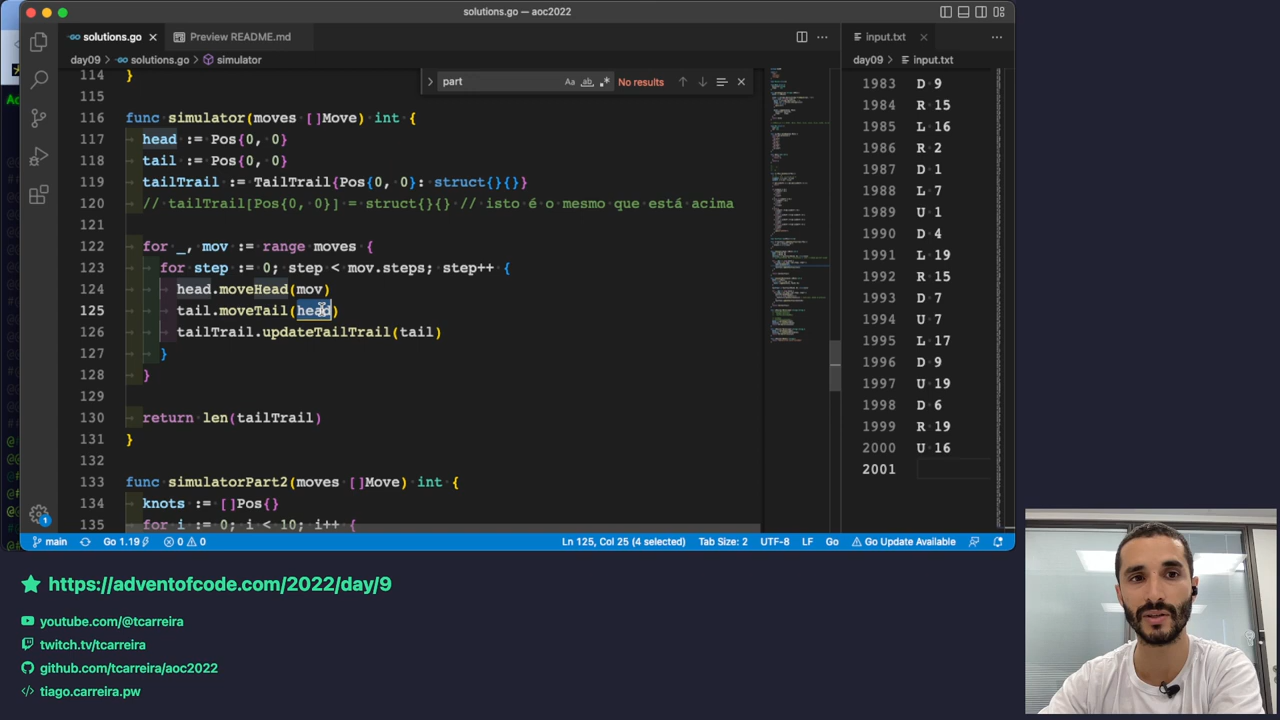 solutions.go — aoc2022
solutions.go
Preview README.md
input.txt
day09 > solutions.go > simulator
day09 > input.txt
part
Aa
ab
No results
114 }
115
116 func simulator(moves []Move) int {
117 head := Pos{0, 0}
118 tail := Pos{0, 0}
119 tailTrail := TailTrail{Pos{0, 0}: struct{}{}}
120 // tailTrail[Pos{0, 0}] = struct{}{} // isto é o mesmo que está acima
121
122 for _, mov := range moves {
123 for step := 0; step < mov.steps; step++ {
124 head.moveHead(mov)
125 tail.moveTail(head)
126 tailTrail.updateTailTrail(tail)
127 }
128 }
129
130 return len(tailTrail)
131 }
132
133 func simulatorPart2(moves []Move) int {
134 knots := []Pos{}
135 for i := 0; i < 10; i++ {
1983 D 9
1984 R 15
1985 L 16
1986 R 2
1987 D 1
1988 L 7
1989 U 1
1990 D 4
1991 L 19
1992 R 15
1993 D 7
1994 U 7
1995 L 17
1996 D 9
1997 U 19
1998 D 6
1999 R 19
2000 U 16
2001
1
main
Go 1.19
0
0
Ln 125, Col 25 (4 selected)
Tab Size: 2
UTF-8
LF
Go
Go Update Available
https://adventofcode.com/2022/day/9
youtube.com/@tcarreira
twitch.tv/tcarreira
github.com/tcarreira/aoc2022
tiago.carreira.pw